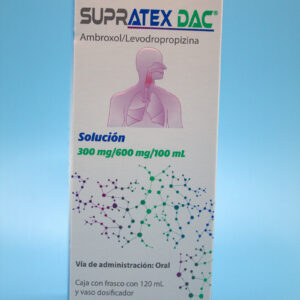 SUPRATEX DAC®
Ambroxol/Levodropropizina
Solución
300 mg/600 mg/100 mL
Vía de administración: Oral
Caja con frasco con 120 mL
y vaso dosificador